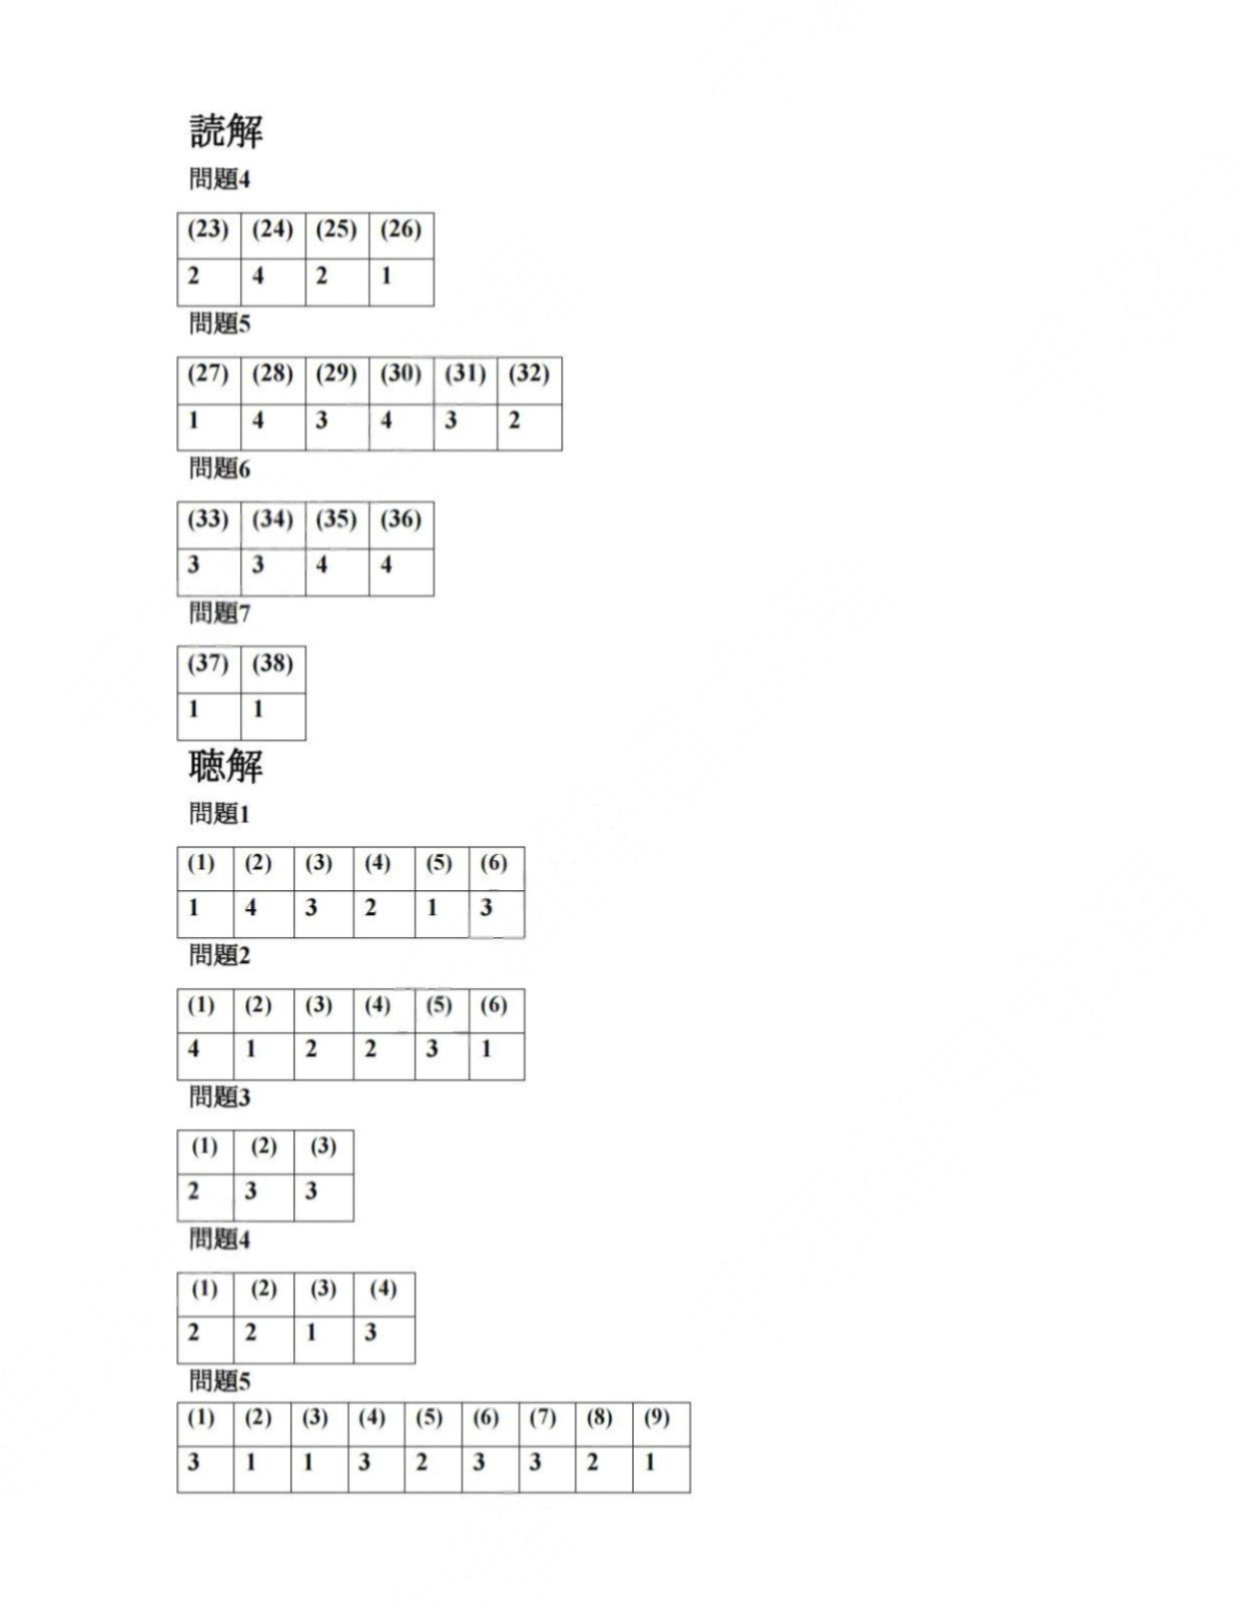 読解
問題4
(23) (24) (25) (26)
2 4 2 1
問題5
(27) (28) (29) (30) (31) (32)
1 4 3 4 3 2
問題6
(33) (34) (35) (36)
3 3 4 4
問題7
(37) (38)
1 1
聴解
問題1
(1) (2) (3) (4) (5) (6)
1 4 3 2 1 3
問題2
(1) (2) (3) (4) (5) (6)
4 1 2 2 3 1
問題3
(1) (2) (3)
2 3 3
問題4
(1) (2) (3) (4)
2 2 1 3
問題5
(1) (2) (3) (4) (5) (6) (7) (8) (9)
3 1 1 3 2 3 3 2 1